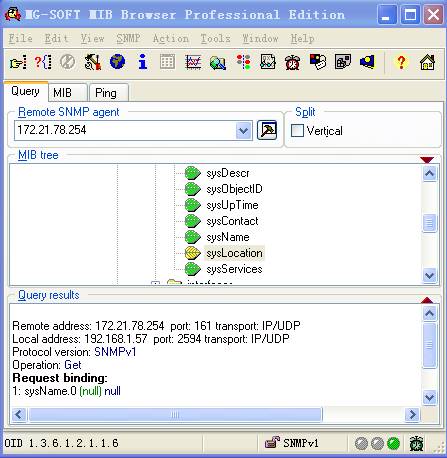 MG-SOFT MIB Browser Professional Edition
File Edit View SNMP Action Tools Window Help
Query MIB Ping
Remote SNMP agent
Split
172.21.78.254
Vertical
MIB tree
sysDescr
sysObjectID
sysUpTime
sysContact
sysName
sysLocation
sysServices
interfaces
Query results
Remote address: 172.21.78.254 port: 161 transport: IP/UDP
Local address: 192.168.1.57 port: 2594 transport: IP/UDP
Protocol version: SNMPv1
Operation: Get
Request binding:
1: sysName.0 (null) null
OID 1.3.6.1.2.1.1.6
SNMPv1